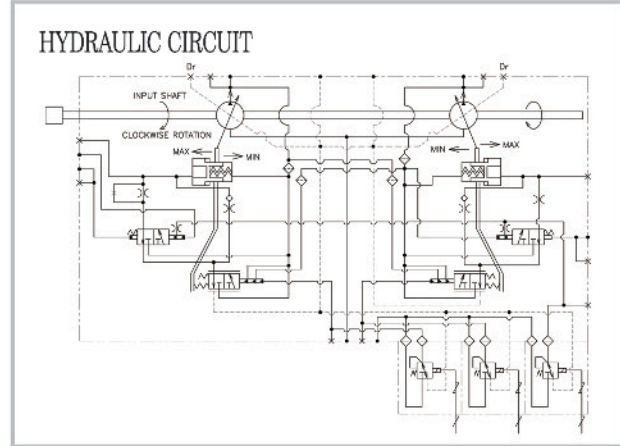 HYDRAULIC CIRCUIT
Dr
Dr
INPUT SHAFT
CLOCKWISE ROTATION
MAX
MIN
MIN
MAX